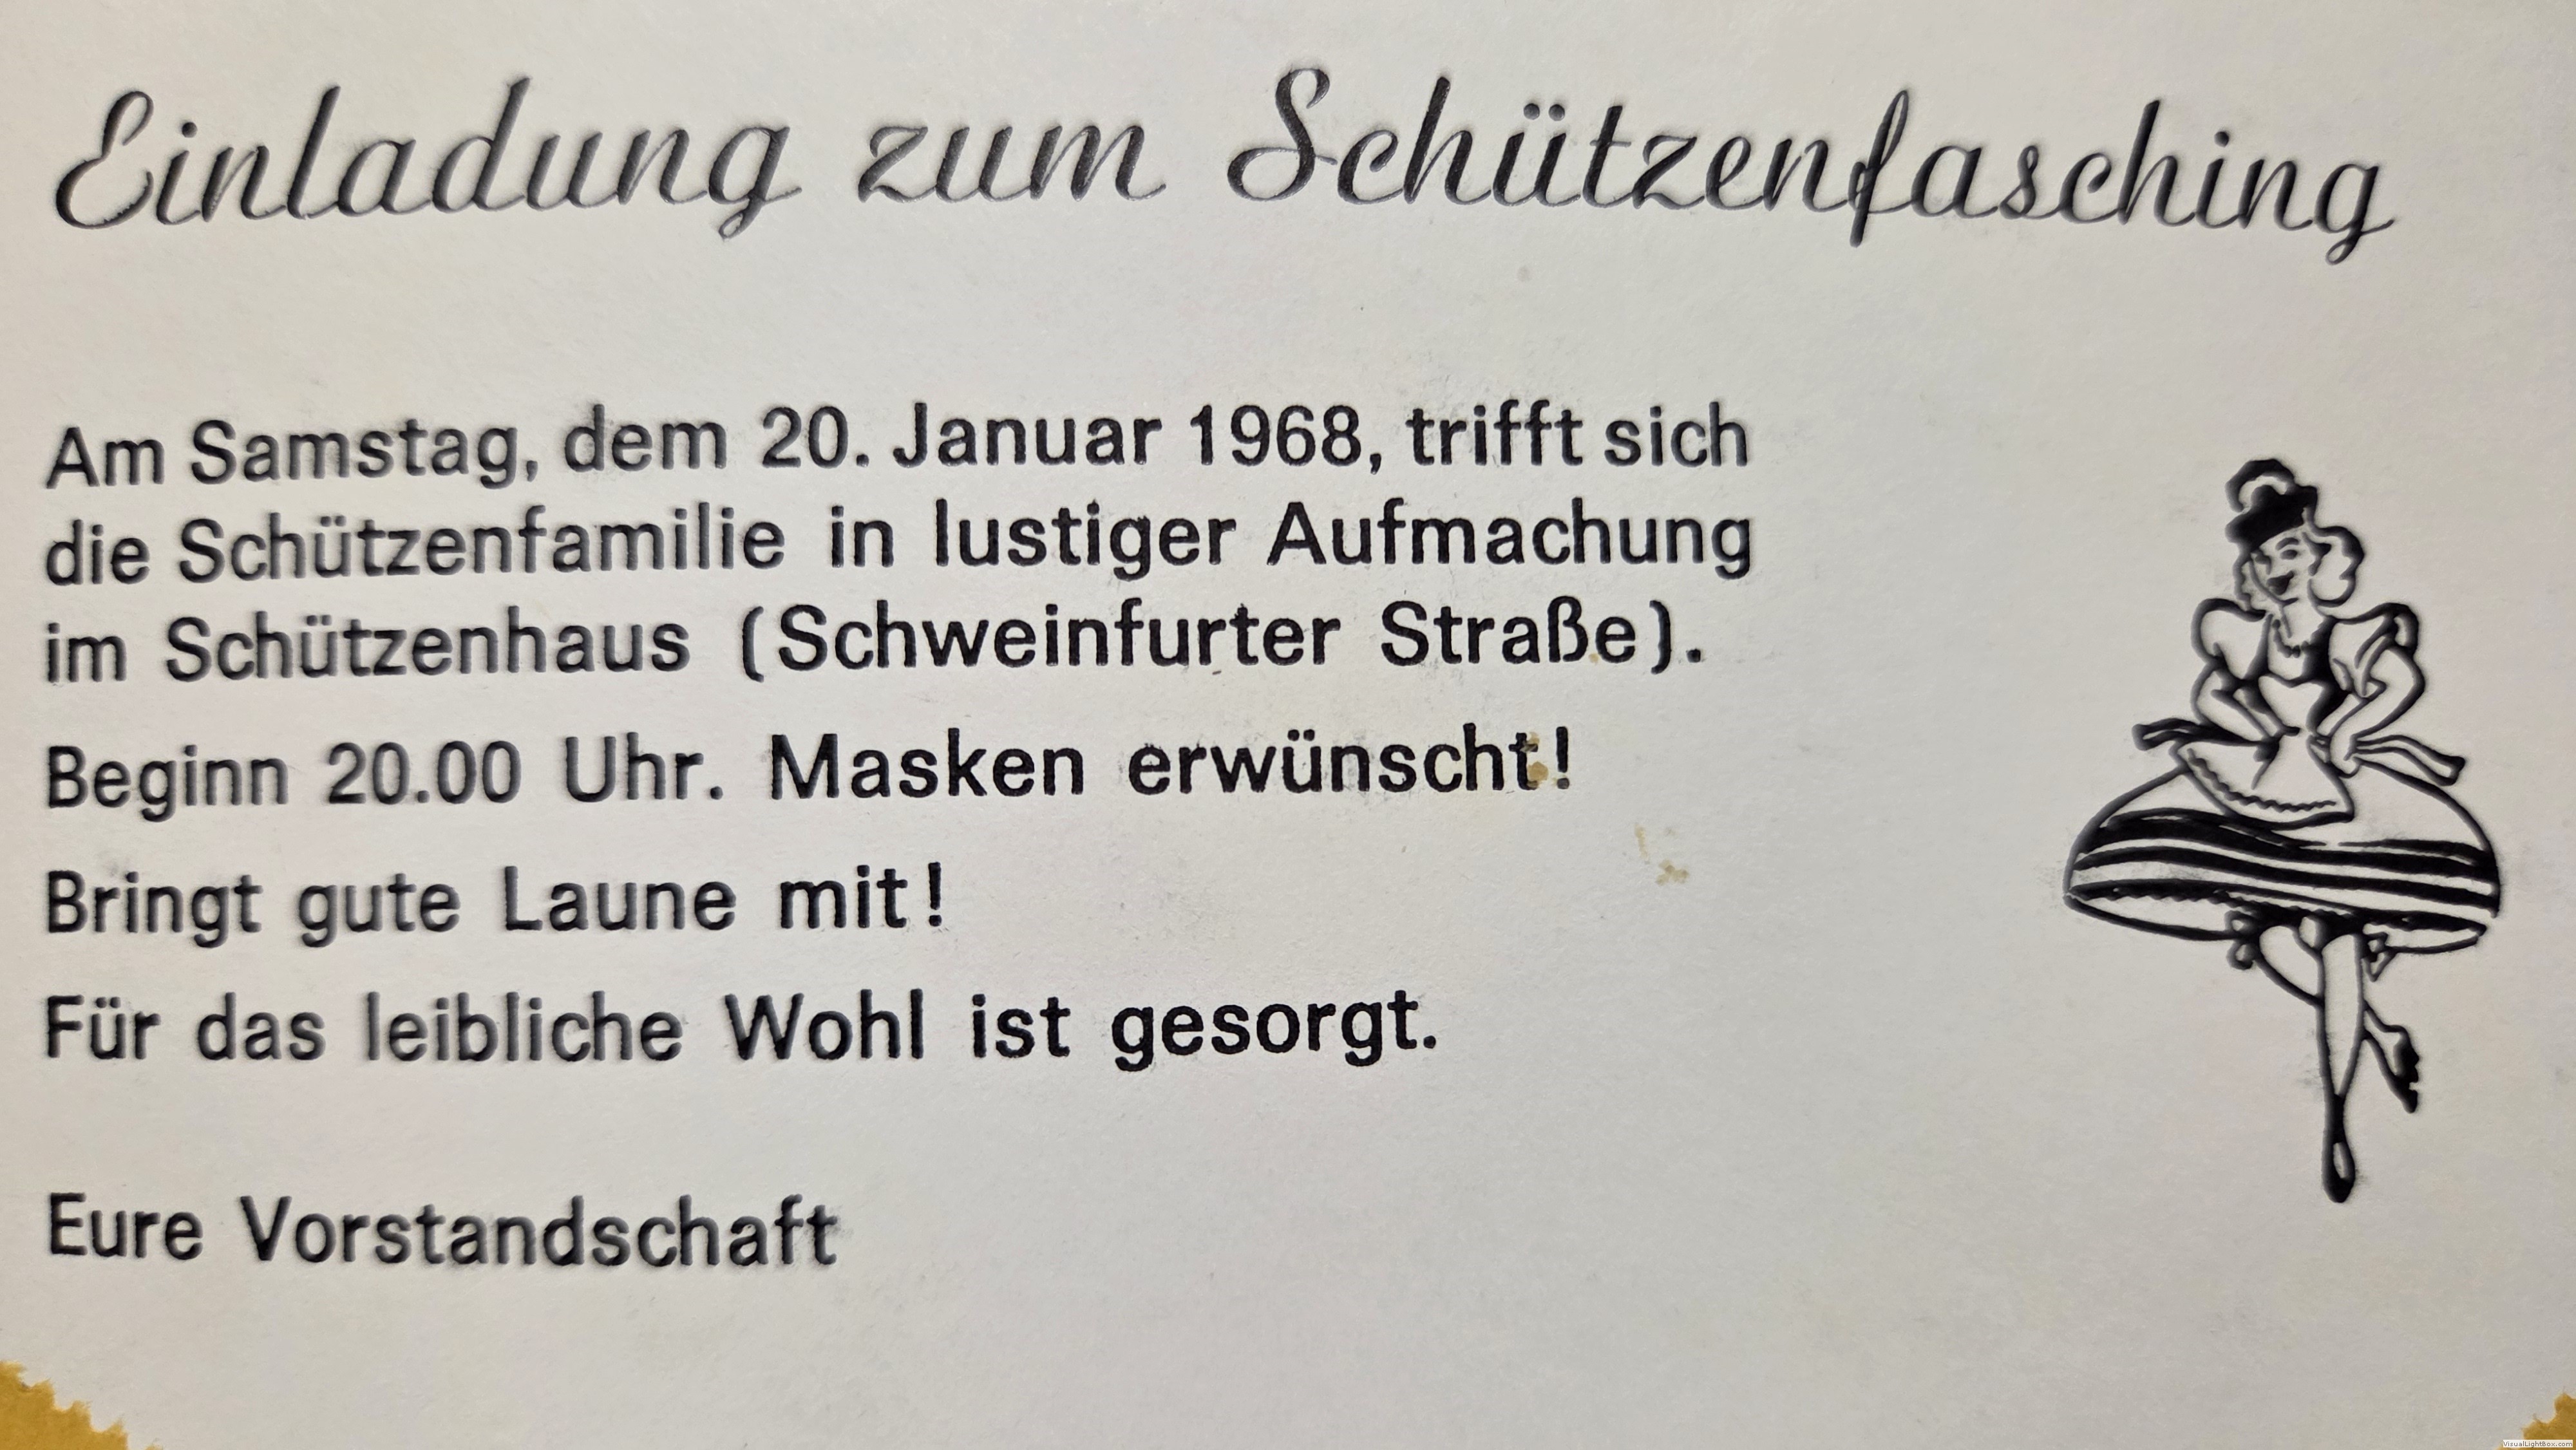 Einladung zum Schützenfasching
Am Samstag, dem 20. Januar 1968, trifft sich
die Schützenfamilie in lustiger Aufmachung
im Schützenhaus (Schweinfurter Straße).
Beginn 20.00 Uhr. Masken erwünscht!
Bringt gute Laune mit!
Für das leibliche Wohl ist gesorgt.
Eure Vorstandschaft
VisualLightBox.com